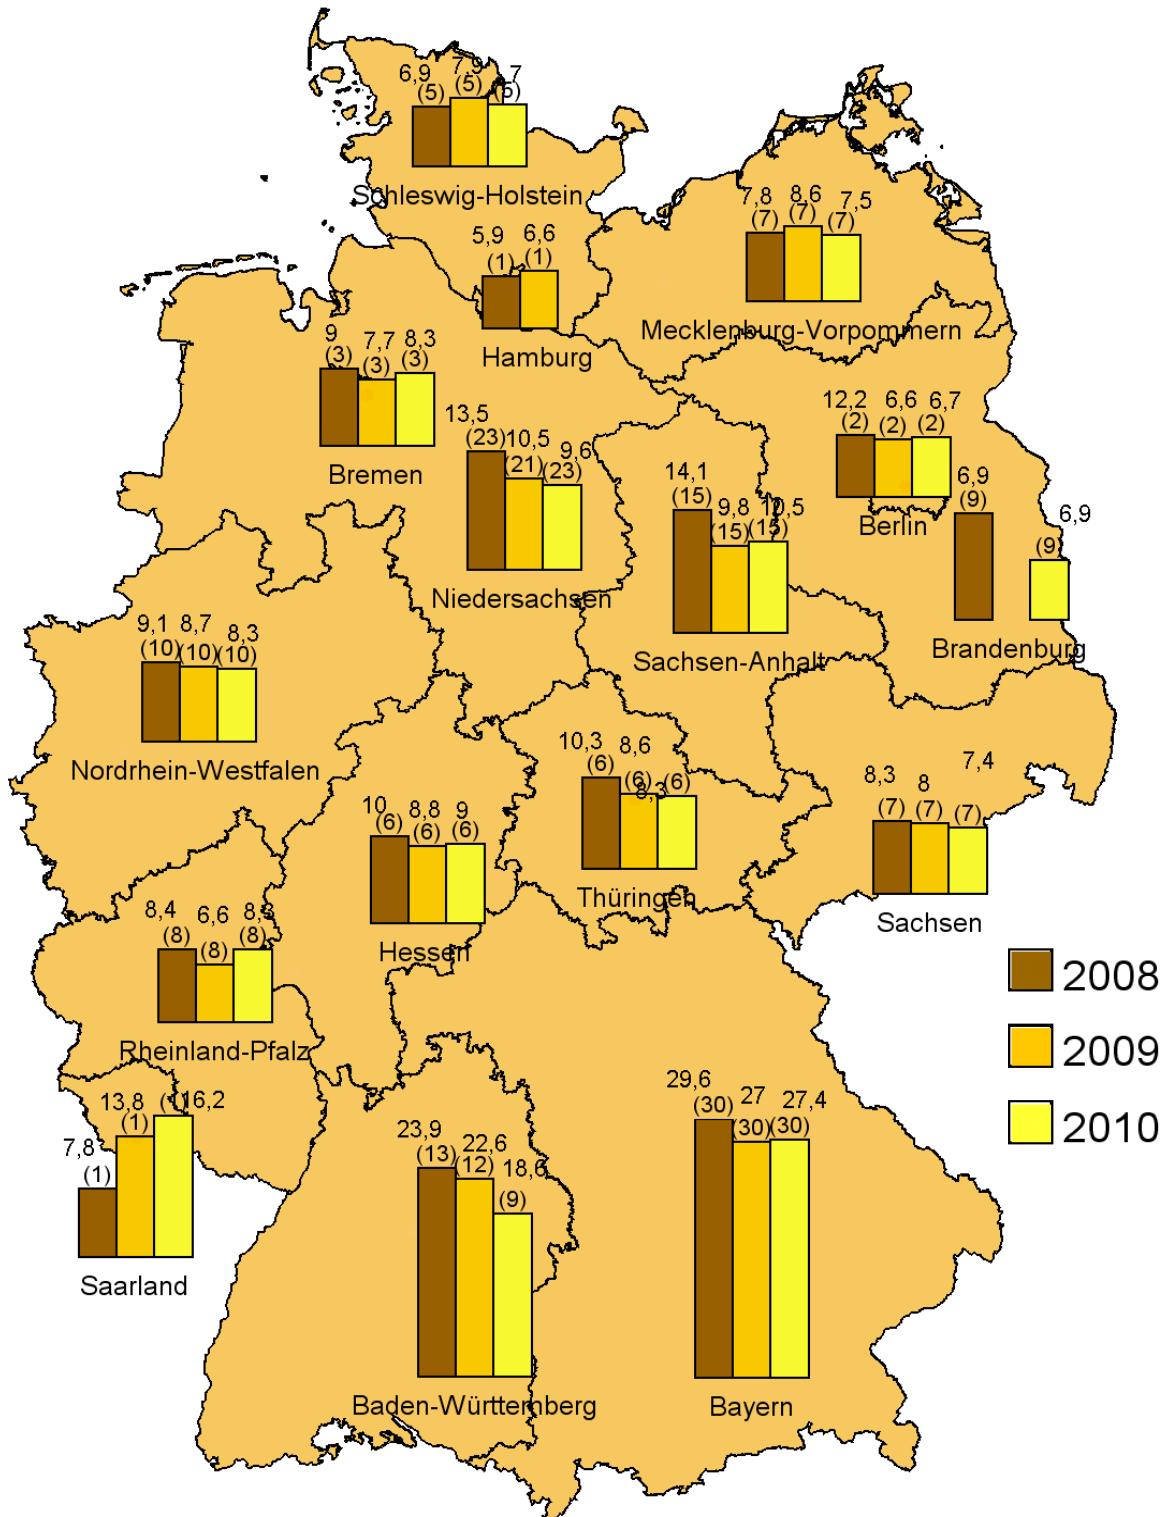 6,9 7,9 7
(5) (5) (5)
Schleswig-Holstein
7,8 8,6 7,5
(7) (7) (7)
Mecklenburg-Vorpommern
5,9 6,6
(1) (1)
Hamburg
9 7,7 8,3
(3) (3) (3)
Bremen
12,2 6,6 6,7
(2) (2) (2)
Berlin
13,5 10,5 9,6
(23) (21) (23)
Niedersachsen
14,1 9,8 10,5
(15) (15) (15)
Sachsen-Anhalt
6,9 6,9
(9) (9)
Brandenburg
9,1 8,7 8,3
(10) (10) (10)
Nordrhein-Westfalen
10,3 8,6 8,3
(6) (6) (6)
Thüringen
8,3 8 7,4
(7) (7) (7)
Sachsen
10 8,8 9
(6) (6) (6)
Hessen
8,4 6,6 8,3
(8) (8) (8)
Rheinland-Pfalz
2008
2009
2010
7,8 13,8 16,2
(1) (1) (1)
Saarland
23,9 22,6 18,6
(13) (12) (9)
Baden-Württemberg
29,6 27 27,4
(30) (30) (30)
Bayern